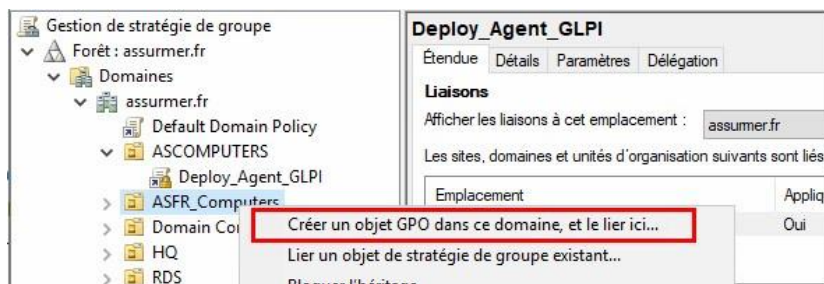 Gestion de stratégie de groupe
Forêt : assurmer.fr
Domaines
assurmer.fr
Default Domain Policy
ASCOMPUTERS
Deploy_Agent_GLPI
ASFR_Computers
Domain Co
HQ
RDS
Deploy_Agent_GLPI
Étendue Détails Paramètres Délégation
Liaisons
Afficher les liaisons à cet emplacement : assurmer.fr
Les sites, domaines et unités d'organisation suivants sont liés
Emplacement Appliq
Oui
Créer un objet GPO dans ce domaine, et le lier ici...
Lier un objet de stratégie de groupe existant...
Bloquer l'héritage